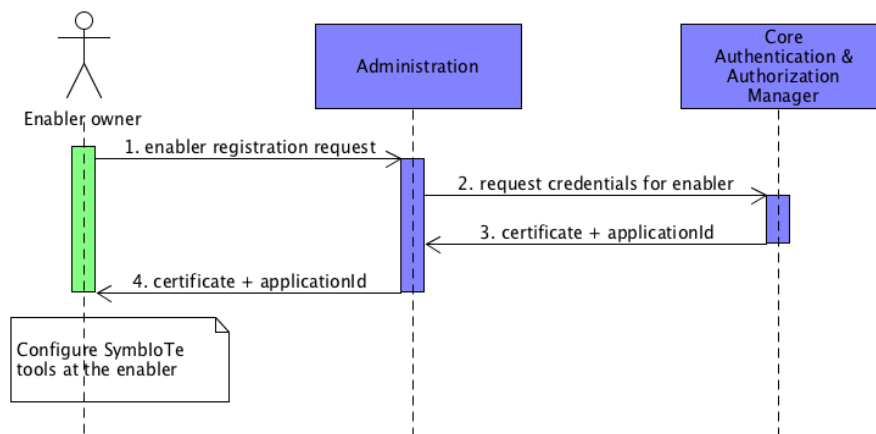 Enabler owner
Administration
Core
Authentication &
Authorization
Manager
1. enabler registration request
2. request credentials for enabler
3. certificate + applicationId
4. certificate + applicationId
Configure SymbIoTe
tools at the enabler